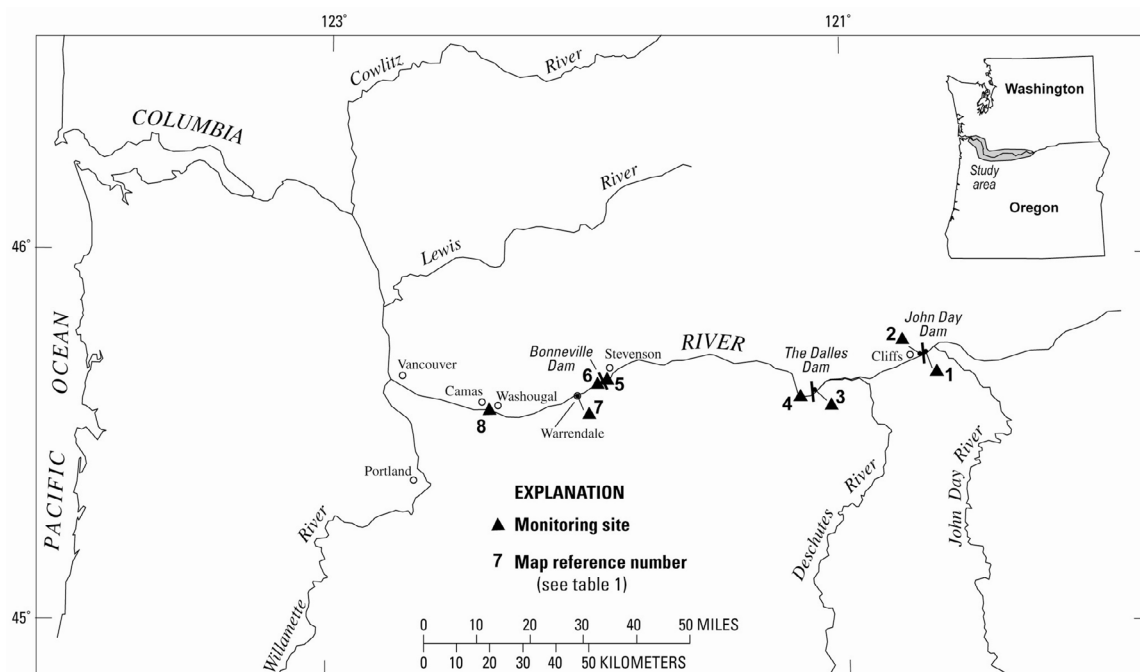 123°
121°
Cowlitz River
COLUMBIA
Washington
Study
area
Oregon
River
Lewis
46°
PACIFIC OCEAN
John Day
Dam
2
Cliffs
1
RIVER
Bonneville
Dam
Stevenson
6
5
The Dalles
Dam
4
3
Vancouver
Camas
Washougal
8
7
Warrendale
Portland
River
Willamette
Deschutes
River
John Day River
EXPLANATION
Monitoring site
7 Map reference number
(see table 1)
45°
0 10 20 30 40 50 MILES
0 10 20 30 40 50 KILOMETERS